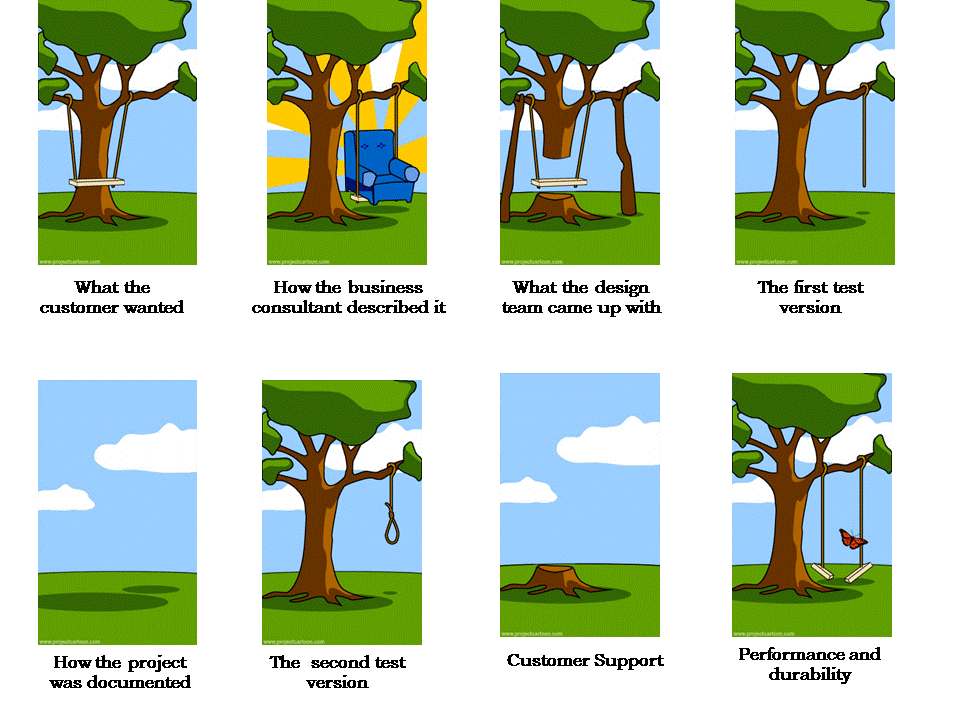 www.projectcartoon.com
www.projectcartoon.com
www.projectcartoon.com
www.projectcartoon.com
What the
customer wanted
How the business
consultant described it
What the design
team came up with
The first test
version
www.projectcartoon.com
www.projectcartoon.com
www.projectcartoon.com
www.projectcartoon.com
How the project
was documented
The second test
version
Customer Support
Performance and
durability